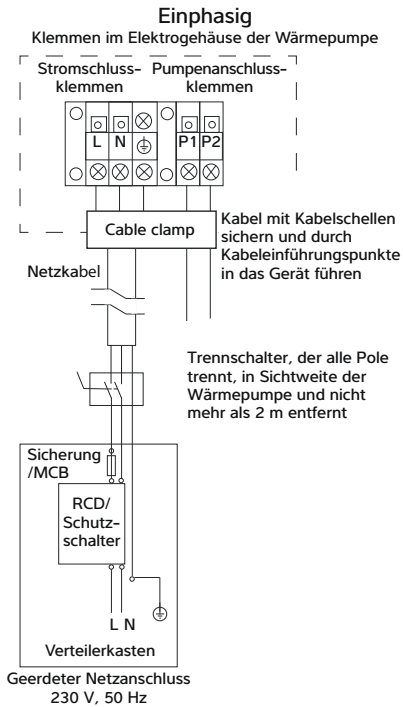 Einphasig
Klemmen im Elektrogehäuse der Wärmepumpe
Stromschluss-
klemmen
Pumpenanschluss-
klemmen
L N P1 P2
Cable clamp
Kabel mit Kabelschellen
sichern und durch
Kabeleinführungspunkte
in das Gerät führen
Netzkabel
Trennschalter, der alle Pole
trennt, in Sichtweite der
Wärmepumpe und nicht
mehr als 2 m entfernt
Sicherung
/MCB
RCD/
Schutz-
schalter
L N
Verteilerkasten
Geerdeter Netzanschluss
230 V, 50 Hz